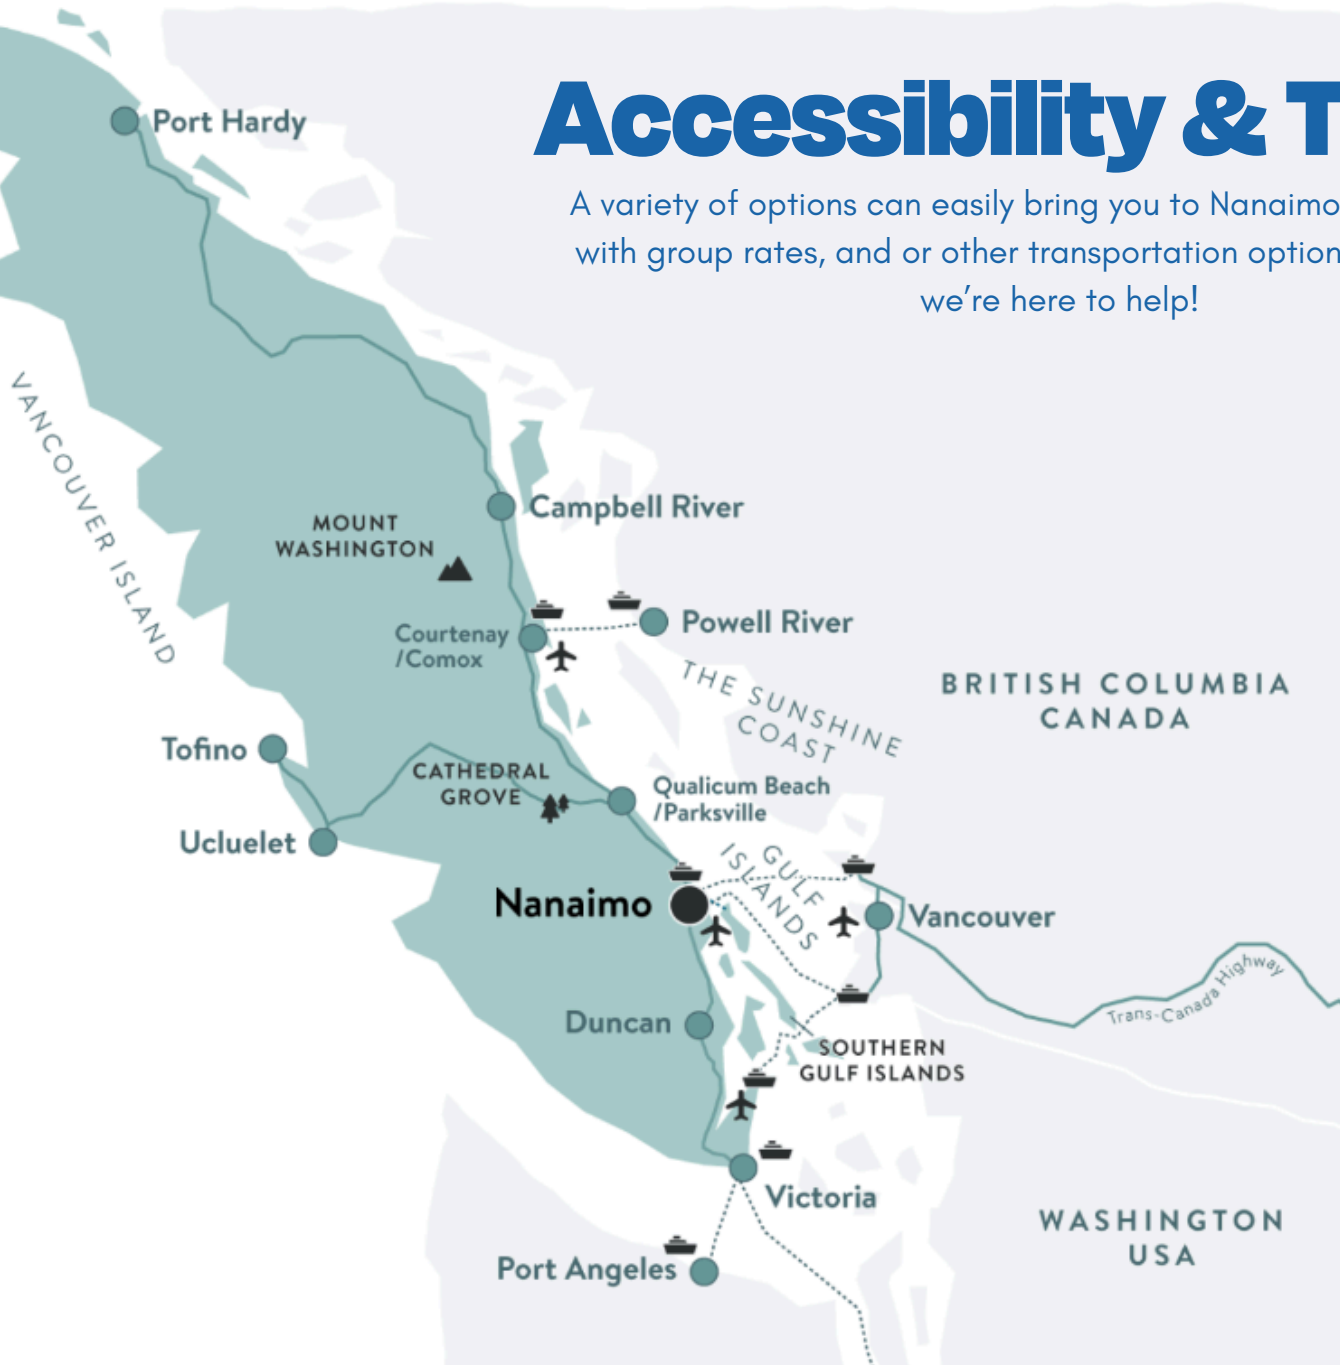 Accessibility & T
A variety of options can easily bring you to Nanaimo
with group rates, and or other transportation option
we're here to help!
Port Hardy
VANCOUVER ISLAND
Campbell River
MOUNT
WASHINGTON
Powell River
Courtenay
/Comox
THE SUNSHINE
COAST
BRITISH COLUMBIA
CANADA
Tofino
CATHEDRAL
GROVE
Qualicum Beach
/Parksville
Ucluelet
GULF
ISLANDS
Nanaimo
Vancouver
Trans-Canada Highway
Duncan
SOUTHERN
GULF ISLANDS
Victoria
WASHINGTON
USA
Port Angeles